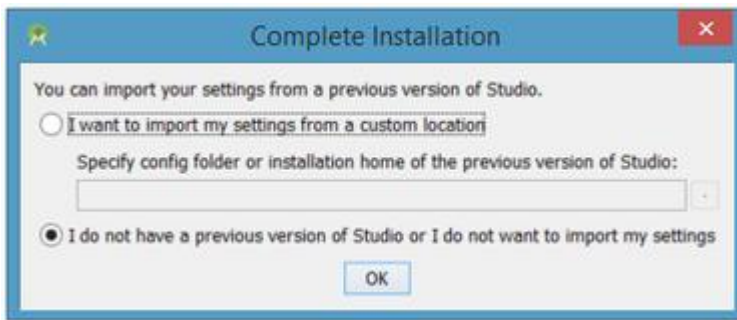 Complete Installation
You can import your settings from a previous version of Studio.
I want to import my settings from a custom location
Specify config folder or installation home of the previous version of Studio:
I do not have a previous version of Studio or I do not want to import my settings
OK